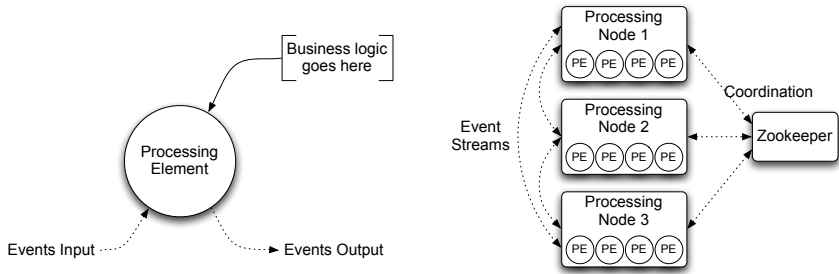 Business logic
goes here
Processing
Element
Events Input
Events Output
Processing
Node 1
PE PE PE PE
Coordination
Event
Streams
Processing
Node 2
PE PE PE PE
Zookeeper
Processing
Node 3
PE PE PE PE